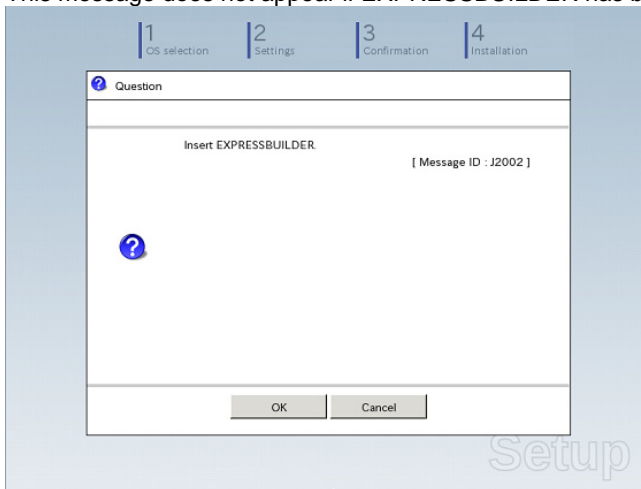 This message does not appear if EXPRESSBUILDER has b
1 2 3 4
OS selection Settings Confirmation Installation
Question
Insert EXPRESSBUILDER.
[ Message ID : J2002 ]
OK Cancel
Setup